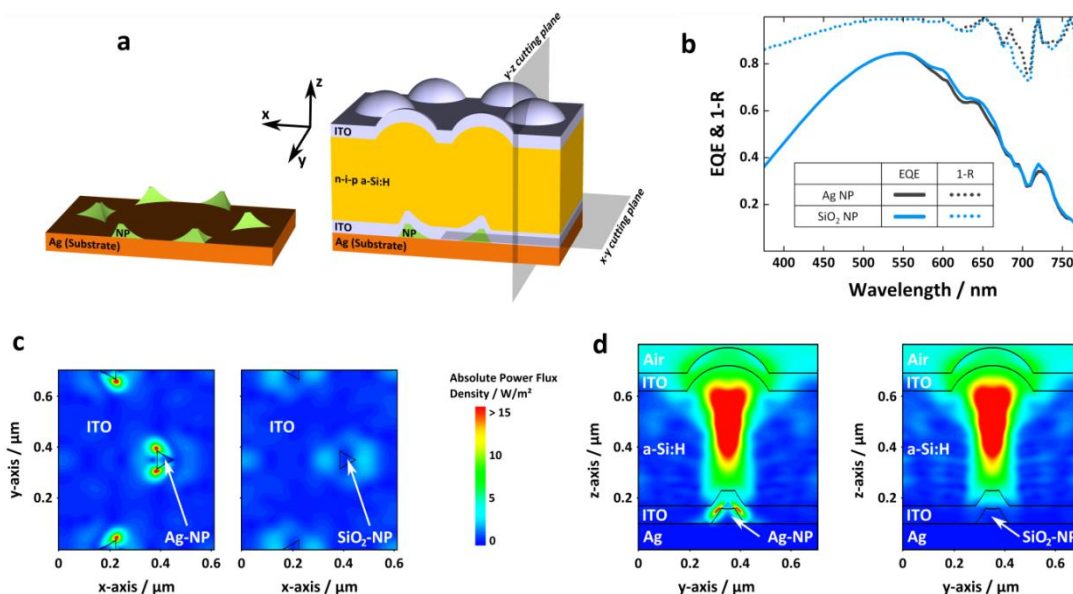 a
z
x
y
y-z cutting plane
ITO
n-i-p a-Si:H
ITO
NP
Ag (Substrate)
NP
Ag (Substrate)
x-y cutting plane
b
EQE & 1-R
0.8
0.6
0.4
0.2
EQE 1-R
Ag NP
SiO₂ NP
400 450 500 550 600 650 700 750
Wavelength / nm
c
y-axis / µm
0.6
0.4
0.2
ITO
Ag-NP
0 0.2 0.4 0.6
x-axis / µm
ITO
SiO₂-NP
0 0.2 0.4 0.6
x-axis / µm
Absolute Power Flux
Density / W/m²
> 15
10
5
0
d
z-axis / µm
0.6
0.4
0.2
Air
ITO
a-Si:H
ITO
Ag
Ag-NP
0 0.2 0.4 0.6
y-axis / µm
z-axis / µm
0.6
0.4
0.2
Air
ITO
a-Si:H
ITO
Ag
SiO₂-NP
0 0.2 0.4 0.6
y-axis / µm